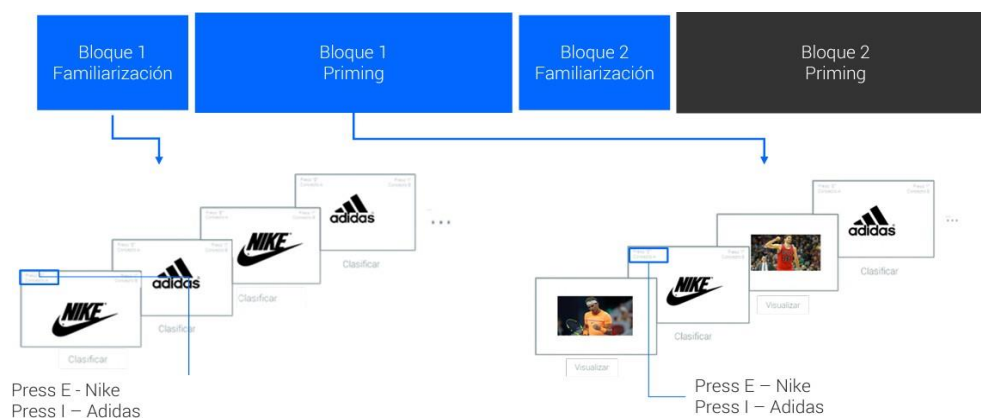 Bloque 1
Familiarización
Bloque 1
Priming
Bloque 2
Familiarización
Bloque 2
Priming
adidas
NIKE
adidas
NIKE
Clasificar
Clasificar
Clasificar
Clasificar
Press E - Nike
Press I – Adidas
adidas
NIKE
Clasificar
Visualizar
Clasificar
Visualizar
Press E – Nike
Press I – Adidas